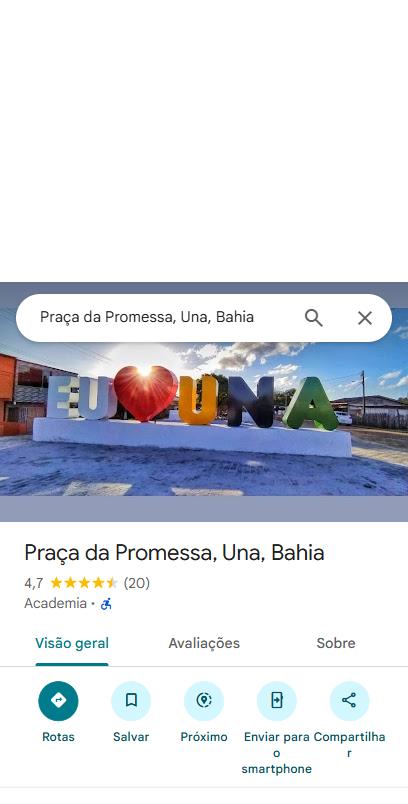 Praça da Promessa, Una, Bahia
EU UNA
Praça da Promessa, Una, Bahia
4,7 (20)
Academia ·
Visão geral Avaliações Sobre
Rotas Salvar Próximo Enviar para o smartphone Compartilhar